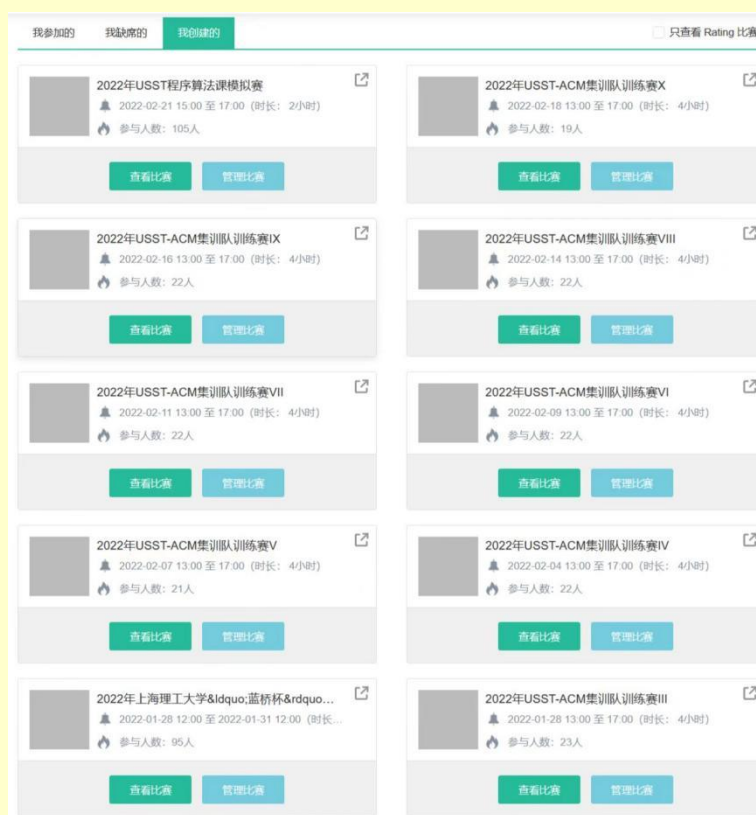 我参加的 我缺席的 我创建的 只查看 Rating 比赛
2022年USST程序算法课模拟赛
2022-02-21 15:00 至 17:00 (时长： 2小时)
参与人数：105人
查看比赛 管理比赛
2022年USST-ACM集训队训练赛X
2022-02-18 13:00 至 17:00 (时长： 4小时)
参与人数：19人
查看比赛 管理比赛
2022年USST-ACM集训队训练赛IX
2022-02-16 13:00 至 17:00 (时长： 4小时)
参与人数：22人
查看比赛 管理比赛
2022年USST-ACM集训队训练赛VIII
2022-02-14 13:00 至 17:00 (时长： 4小时)
参与人数：22人
查看比赛 管理比赛
2022年USST-ACM集训队训练赛VII
2022-02-11 13:00 至 17:00 (时长： 4小时)
参与人数：22人
查看比赛 管理比赛
2022年USST-ACM集训队训练赛VI
2022-02-09 13:00 至 17:00 (时长： 4小时)
参与人数：22人
查看比赛 管理比赛
2022年USST-ACM集训队训练赛V
2022-02-07 13:00 至 17:00 (时长： 4小时)
参与人数：21人
查看比赛 管理比赛
2022年USST-ACM集训队训练赛IV
2022-02-04 13:00 至 17:00 (时长： 4小时)
参与人数：22人
查看比赛 管理比赛
2022年上海理工大学&ldquo;蓝桥杯&rdquo...
2022-01-28 12:00 至 2022-01-31 12:00 (时长...
参与人数：95人
查看比赛 管理比赛
2022年USST-ACM集训队训练赛III
2022-01-28 13:00 至 17:00 (时长： 4小时)
参与人数：23人
查看比赛 管理比赛